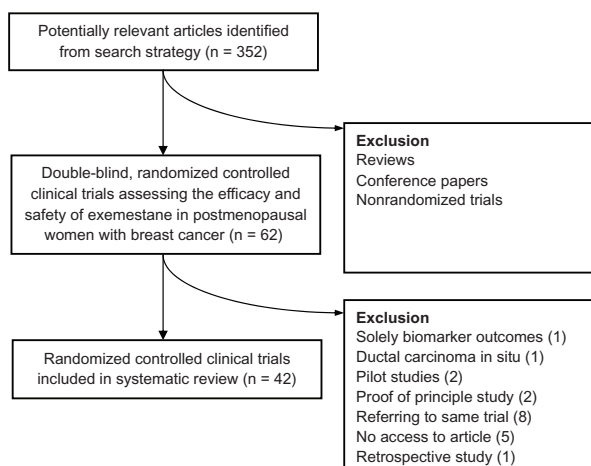 Potentially relevant articles identified
from search strategy (n = 352)
Exclusion
Reviews
Conference papers
Nonrandomized trials
Double-blind, randomized controlled
clinical trials assessing the efficacy and
safety of exemestane in postmenopausal
women with breast cancer (n = 62)
Exclusion
Solely biomarker outcomes (1)
Ductal carcinoma in situ (1)
Pilot studies (2)
Proof of principle study (2)
Referring to same trial (8)
No access to article (5)
Retrospective study (1)
Randomized controlled clinical trials
included in systematic review (n = 42)